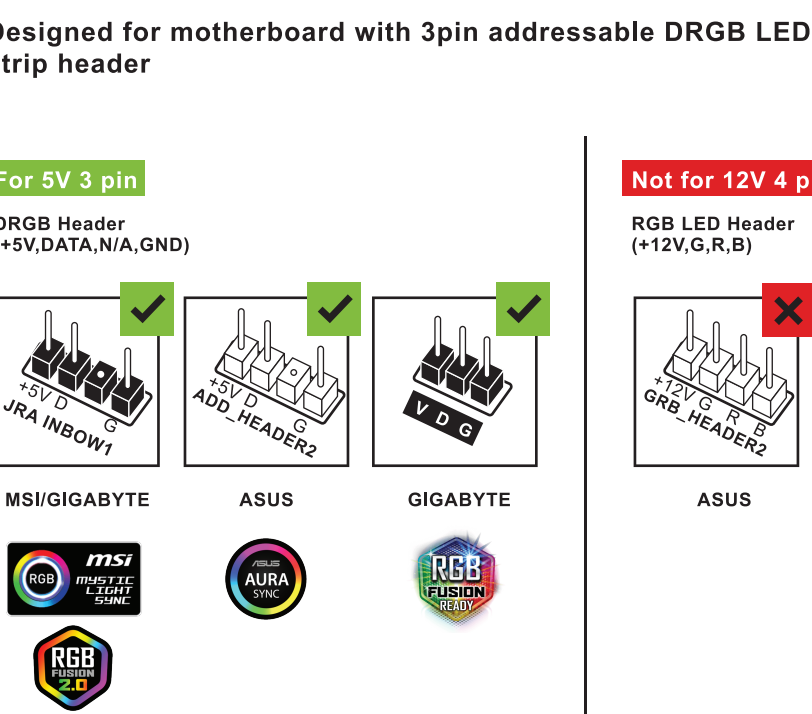 Designed for motherboard with 3pin addressable DRGB LED
trip header
For 5V 3 pin
DRGB Header
(+5V,DATA,N/A,GND)
+5V D G
JRA INBOW1
MSI/GIGABYTE
RGB
msi
MYSTIC
LIGHT
SYNC
RGB
FUSION
2.0
+5V D G
ADD_HEADER2
ASUS
ASUS
AURA
SYNC
V D G
GIGABYTE
RGB
FUSION
READY
Not for 12V 4 p
RGB LED Header
(+12V,G,R,B)
+12V G R B
GRB_HEADER2
ASUS